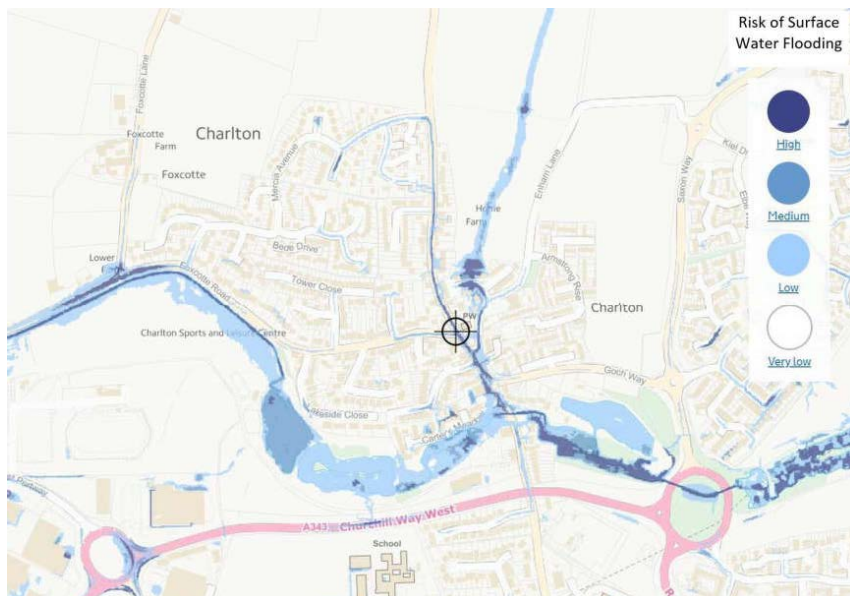 Risk of Surface
Water Flooding
High
Medium
Low
Very low
Foxcotte Lane
Charlton
Foxcotte
Farm
Foxcotte
Mercia Avenue
Enham Lane
Saxon Way
Home
Farm
Bede Drive
Lower
Foxcotte Road
Tower Close
Armstrong Rise
Charlton
PW
Charlton Sports and Leisure Centre
Goch Way
Lakeside Close
A343
Churchill Way West
School